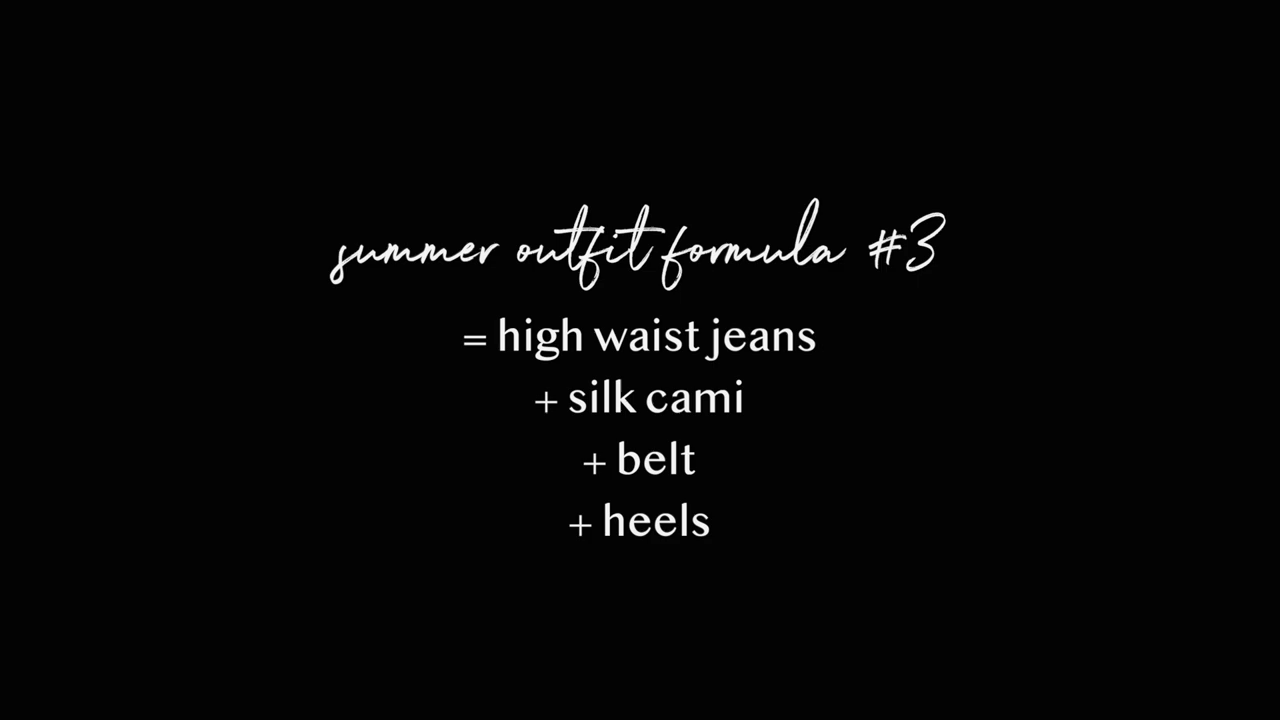 summer outfit formula #3
= high waist jeans
+ silk cami
+ belt
+ heels